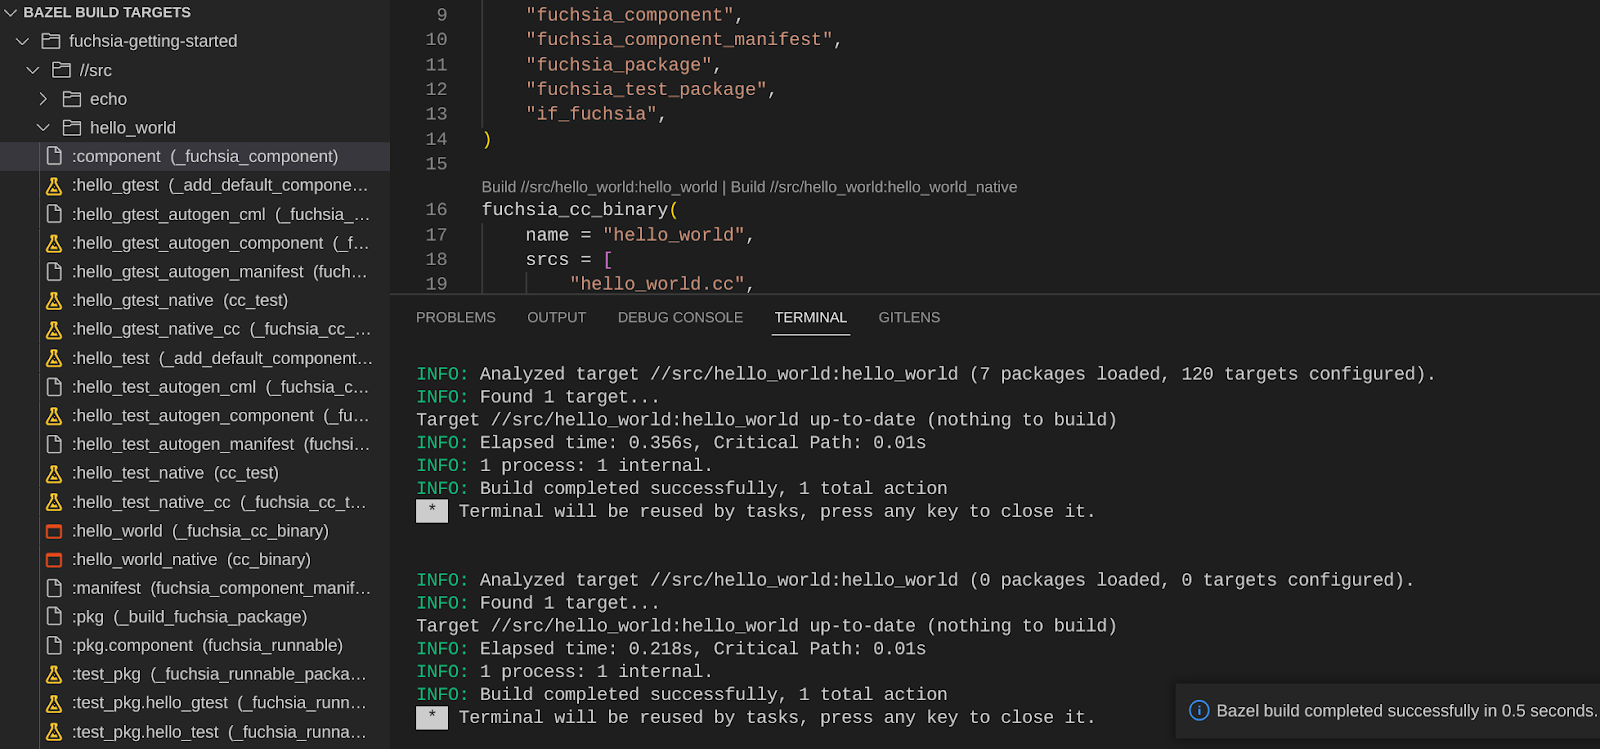 BAZEL BUILD TARGETS
fuchsia-getting-started
//src
echo
hello_world
:component (_fuchsia_component)
:hello_gtest (_add_default_compone...
:hello_gtest_autogen_cml (_fuchsia_...
:hello_gtest_autogen_component (_f...
:hello_gtest_autogen_manifest (fuch...
:hello_gtest_native (cc_test)
:hello_gtest_native_cc (_fuchsia_cc_...
:hello_test (_add_default_component...
:hello_test_autogen_cml (_fuchsia_c...
:hello_test_autogen_component (_fu...
:hello_test_autogen_manifest (fuchsi...
:hello_test_native (cc_test)
:hello_test_native_cc (_fuchsia_cc_t...
:hello_world (_fuchsia_cc_binary)
:hello_world_native (cc_binary)
:manifest (fuchsia_component_manif...
:pkg (_build_fuchsia_package)
:pkg.component (fuchsia_runnable)
:test_pkg (_fuchsia_runnable_packa...
:test_pkg.hello_gtest (_fuchsia_runn...
:test_pkg.hello_test (_fuchsia_runna...
9 "fuchsia_component",
10 "fuchsia_component_manifest",
11 "fuchsia_package",
12 "fuchsia_test_package",
13 "if_fuchsia",
14 )
15
Build //src/hello_world:hello_world | Build //src/hello_world:hello_world_native
16 fuchsia_cc_binary(
17 name = "hello_world",
18 srcs = [
19 "hello_world.cc",
PROBLEMS OUTPUT DEBUG CONSOLE TERMINAL GITLENS
INFO: Analyzed target //src/hello_world:hello_world (7 packages loaded, 120 targets configured).
INFO: Found 1 target...
Target //src/hello_world:hello_world up-to-date (nothing to build)
INFO: Elapsed time: 0.356s, Critical Path: 0.01s
INFO: 1 process: 1 internal.
INFO: Build completed successfully, 1 total action
* Terminal will be reused by tasks, press any key to close it.
INFO: Analyzed target //src/hello_world:hello_world (0 packages loaded, 0 targets configured).
INFO: Found 1 target...
Target //src/hello_world:hello_world up-to-date (nothing to build)
INFO: Elapsed time: 0.218s, Critical Path: 0.01s
INFO: 1 process: 1 internal.
INFO: Build completed successfully, 1 total action
* Terminal will be reused by tasks, press any key to close it.
Bazel build completed successfully in 0.5 seconds.